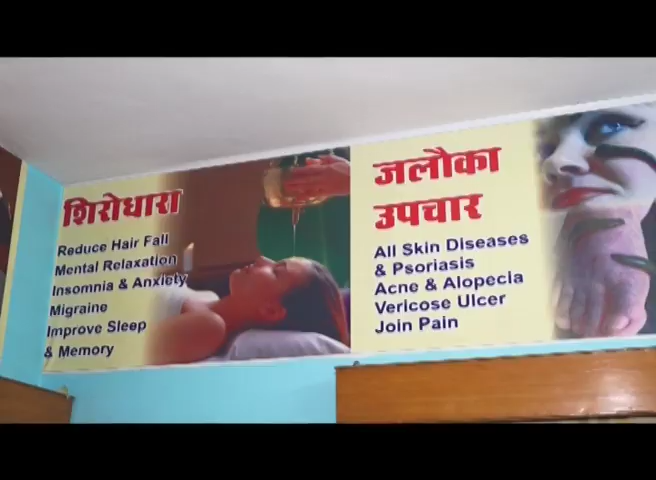 शिरोधारा
Reduce Hair Fall
Mental Relaxation
Insomnia & Anxiety
Migraine
Improve Sleep
& Memory
जलौका
उपचार
All Skin Diseases
& Psoriasis
Acne & Alopecia
Vericose Ulcer
Join Pain